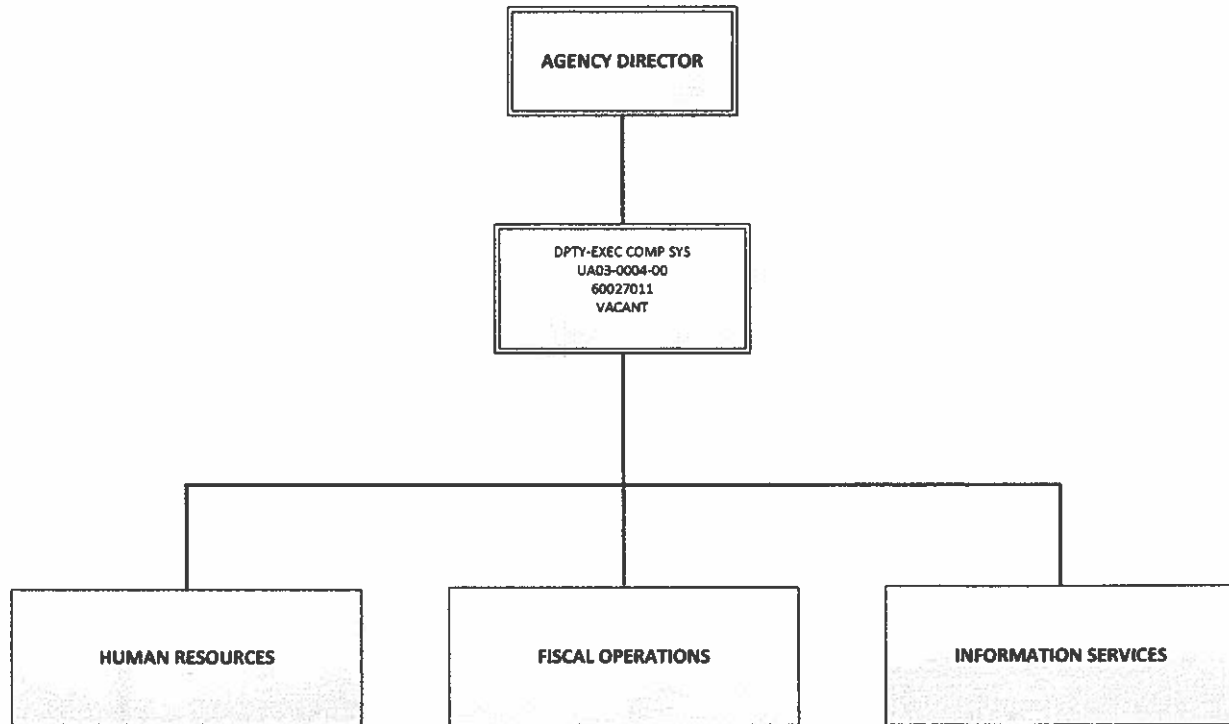 AGENCY DIRECTOR
DPTY-EXEC COMP SYS
UA03-0004-00
60027011
VACANT
HUMAN RESOURCES
FISCAL OPERATIONS
INFORMATION SERVICES